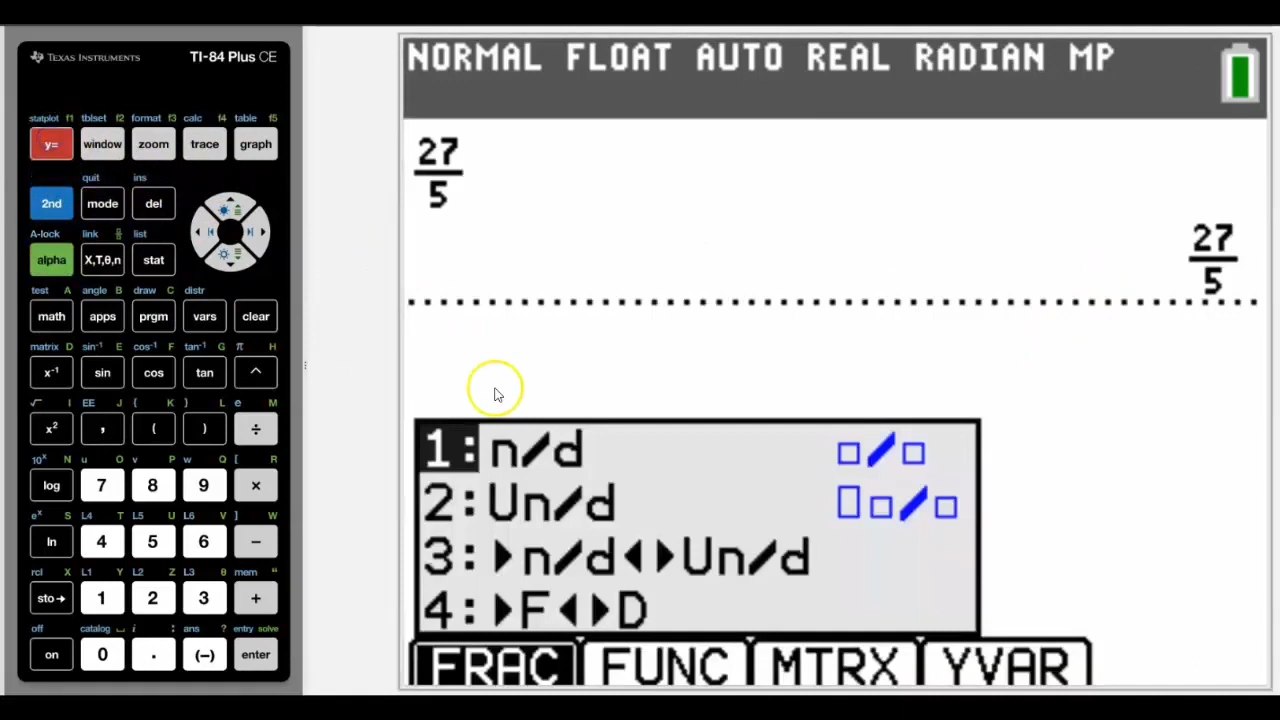 TEXAS INSTRUMENTS TI-84 Plus CE
statplot f1 tblset f2 format f3 calc f4 table f5
y= window zoom trace graph
quit ins
2nd mode del
A-lock link list
alpha X,T,θ,n stat
test A angle B draw C distr
math apps prgm vars clear
matrix D sin⁻¹ E cos⁻¹ F tan⁻¹ G π H
x⁻¹ sin cos tan ^
√ I EE J { K } L e M
x² , ( ) ÷
10ˣ N u O v P w Q [ R
log 7 8 9 ×
eˣ S L4 T L5 U L6 V ] W
ln 4 5 6 −
rcl X L1 Y L2 Z L3 θ mem "
sto→ 1 2 3 +
off catalog ⎵ i : ans ? entry solve
on 0 . (−) enter
NORMAL FLOAT AUTO REAL RADIAN MP
27
5
27
5
1: n/d □/□
2: Un/d □□/□
3: ▶n/d◀▶Un/d
4: ▶F◀▶D
FRAC FUNC MTRX YVAR